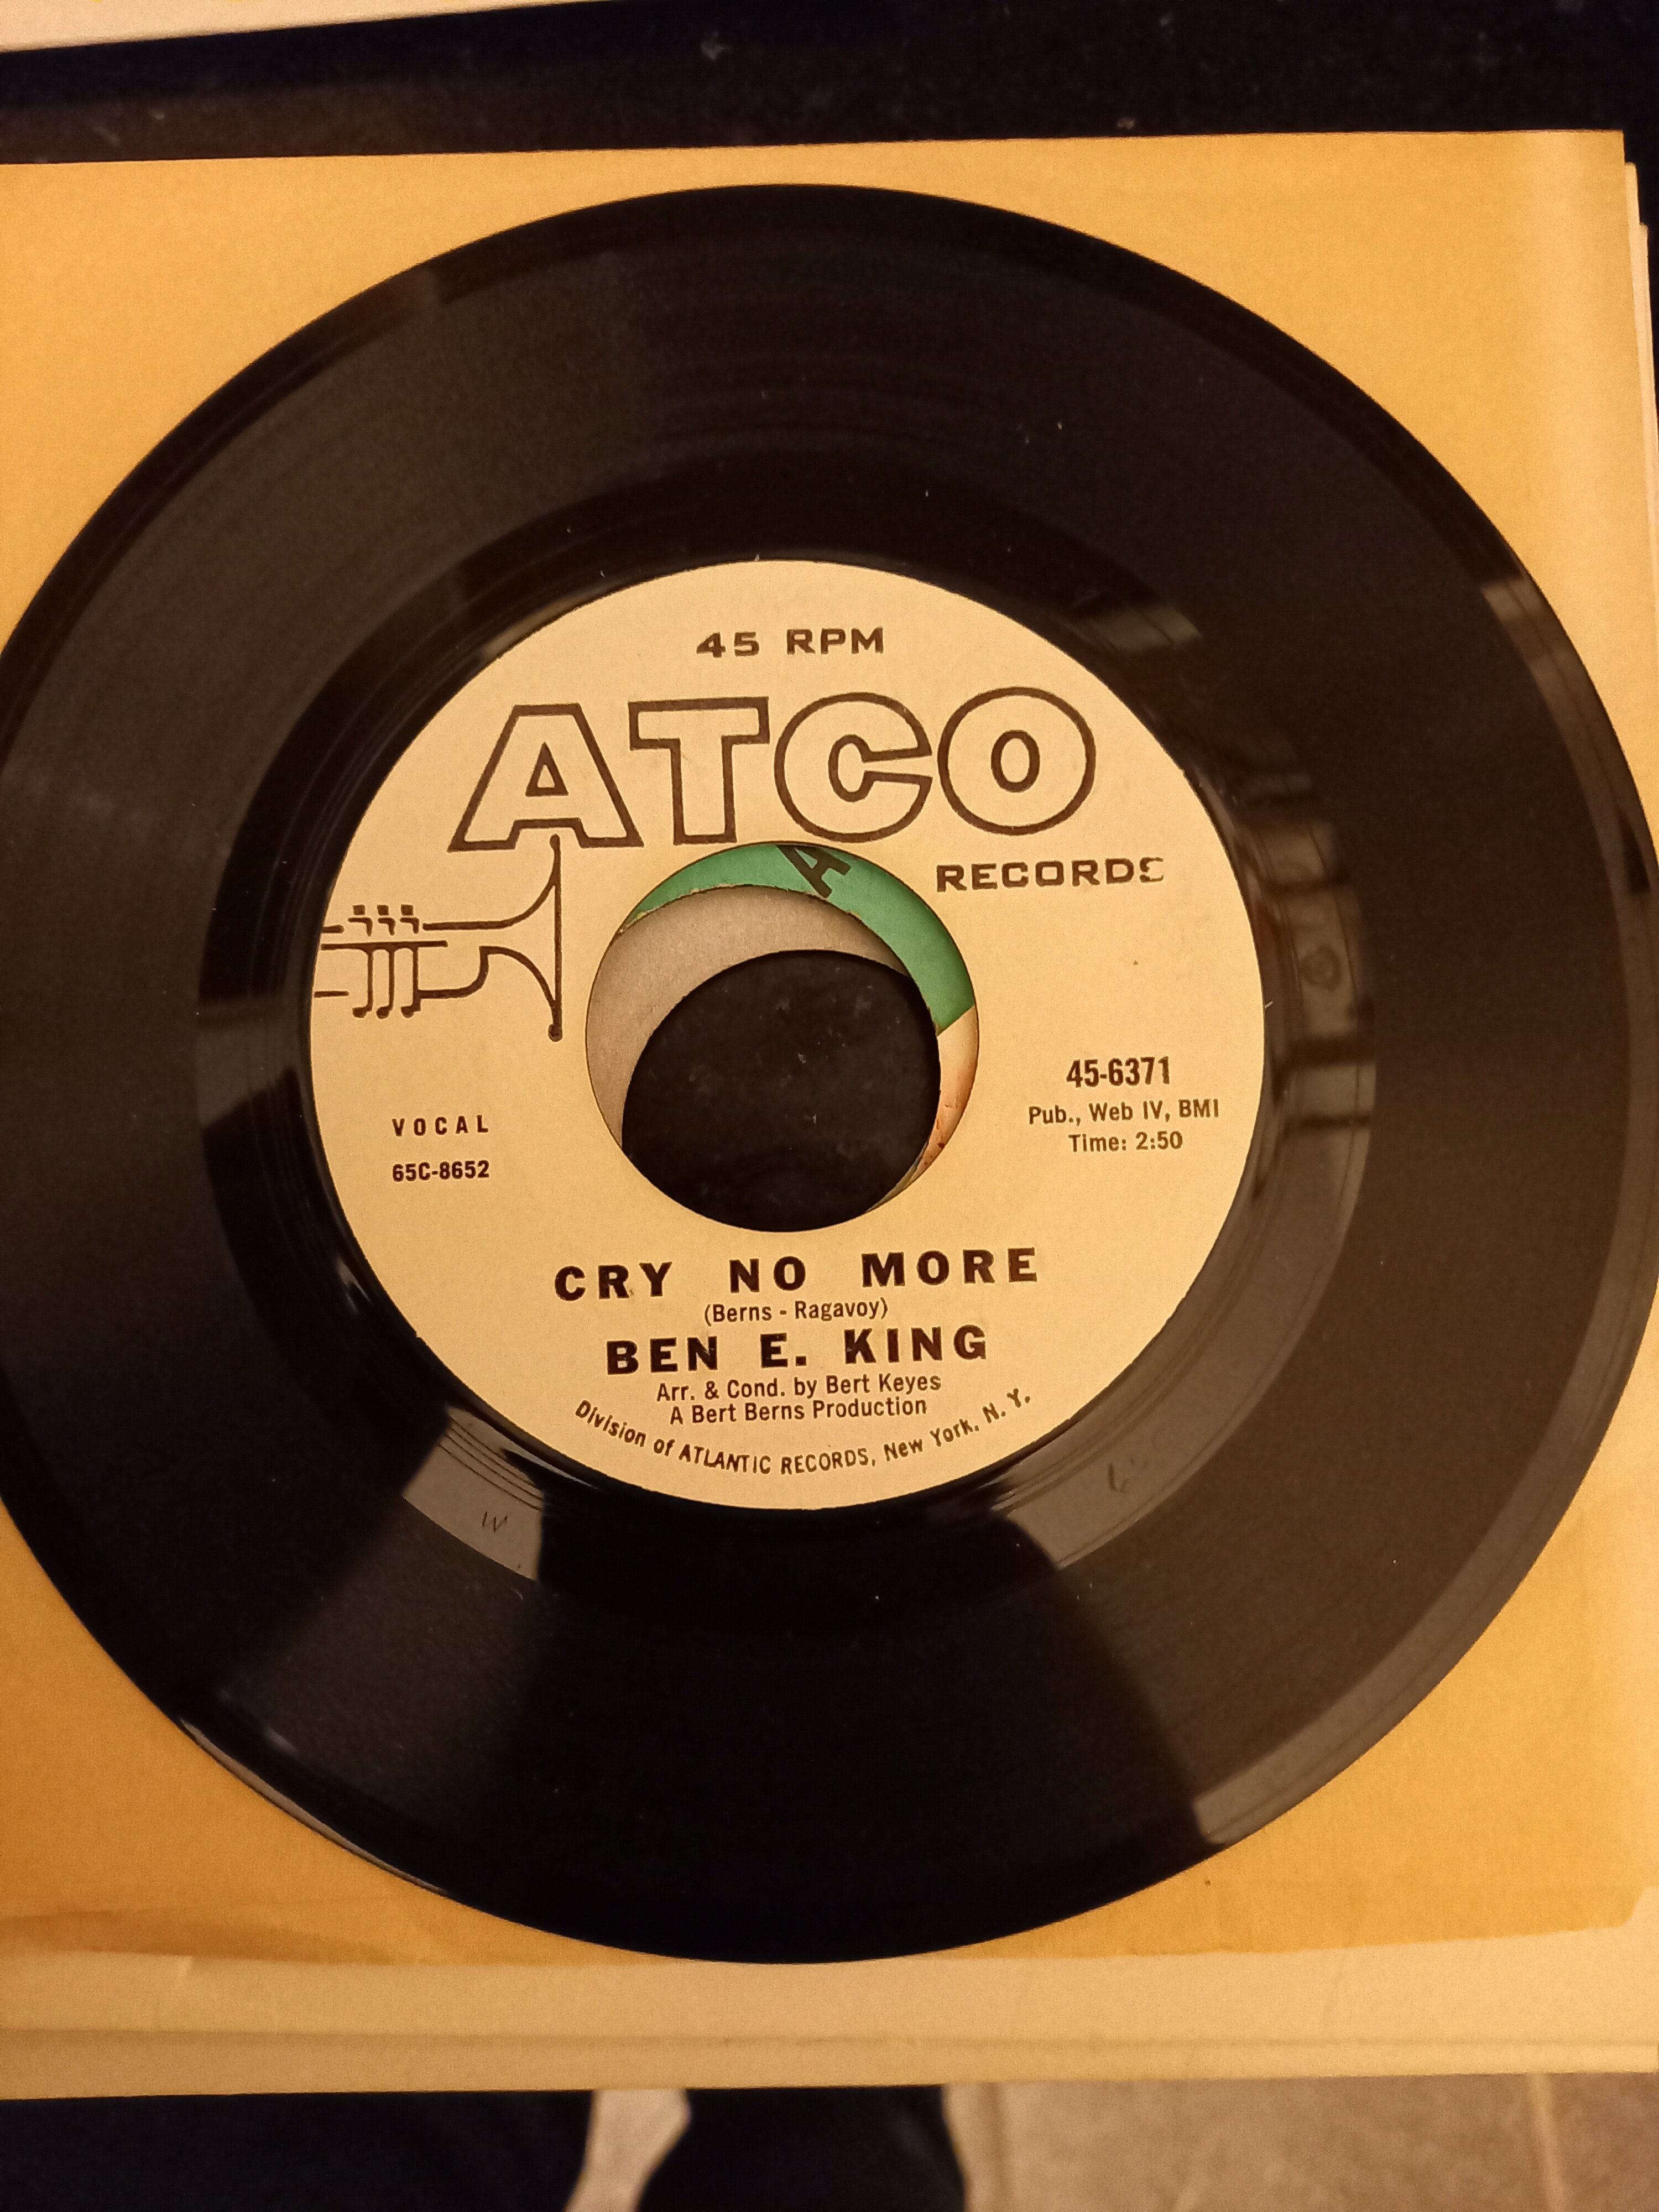 45 RPM
ATCO
RECORDS
A
45-6371
Pub., Web IV, BMI
Time: 2:50
VOCAL
65C-8652
CRY NO MORE
(Berns - Ragavoy)
BEN E. KING
Arr. & Cond. by Bert Keyes
A Bert Berns Production
Division of ATLANTIC RECORDS, New York, N. Y.
W